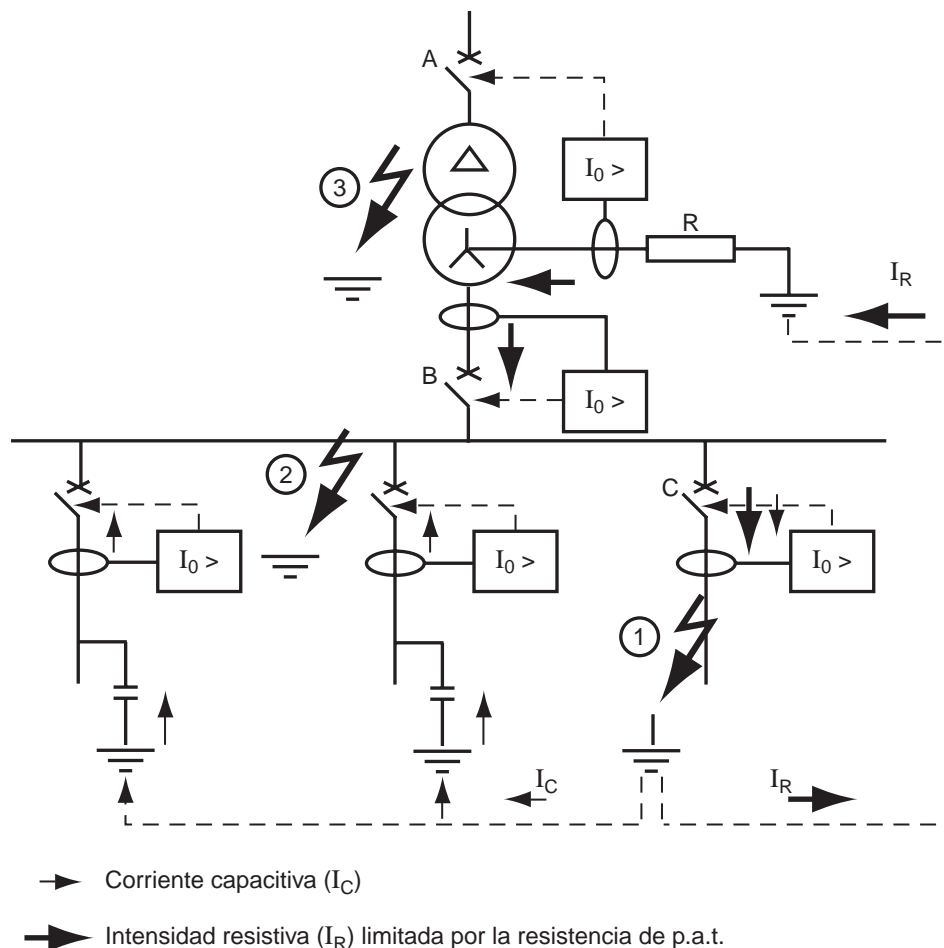 A
I0 >
3
R
IR
B
I0 >
2
C
I0 >
I0 >
I0 >
1
IC
IR
Corriente capacitiva (IC)
Intensidad resistiva (IR) limitada por la resistencia de p.a.t.